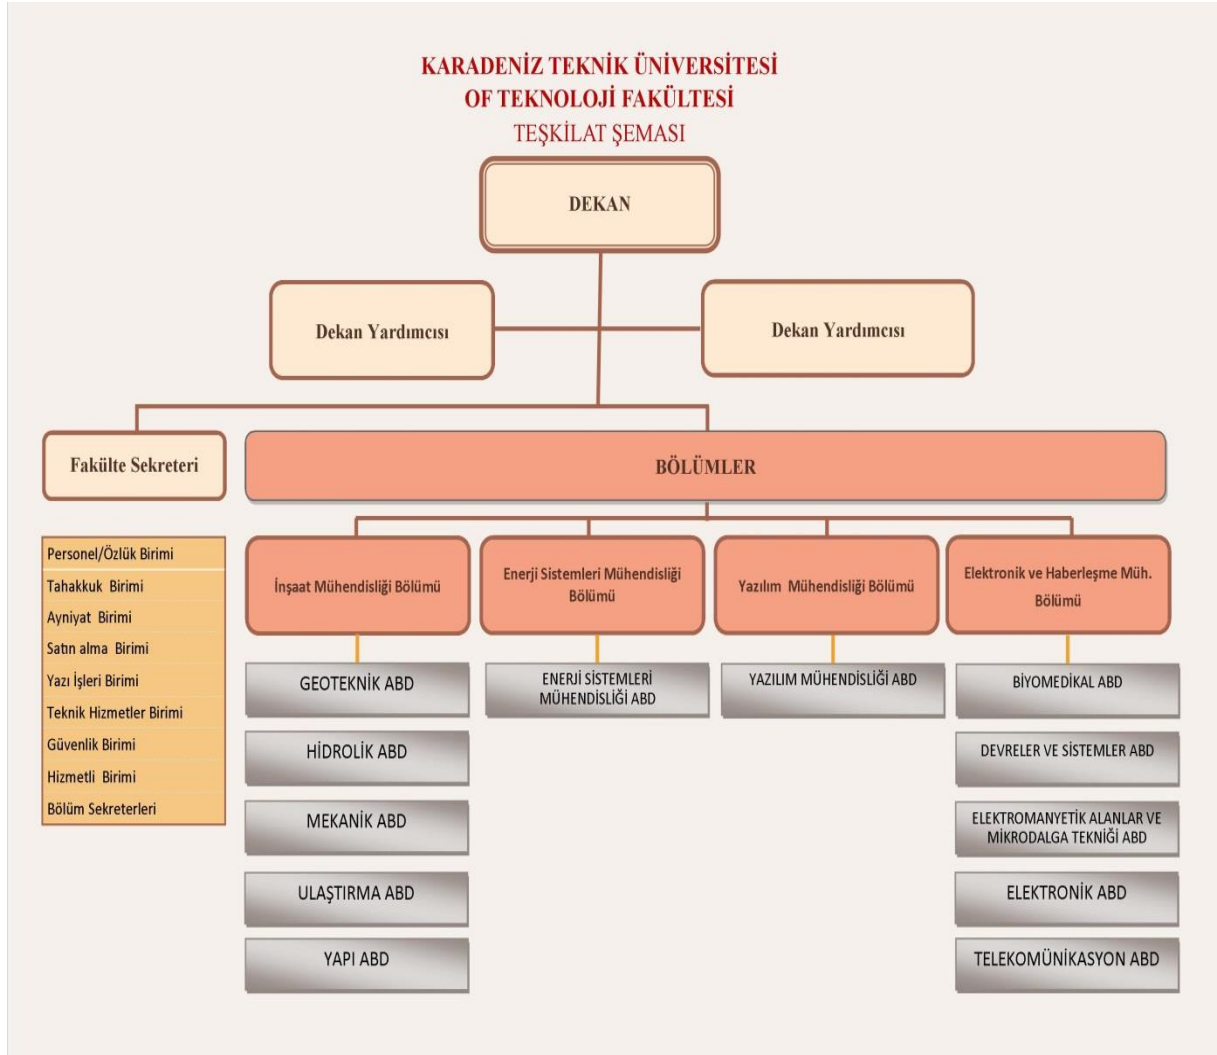 KARADENİZ TEKNİK ÜNİVERSİTESİ
OF TEKNOLOJİ FAKÜLTESİ
TEŞKİLAT ŞEMASI
DEKAN
Dekan Yardımcısı
Dekan Yardımcısı
Fakülte Sekreteri
BÖLÜMLER
Personel/Özlük Birimi
Tahakkuk Birimi
Ayniyat Birimi
Satın alma Birimi
Yazı İşleri Birimi
Teknik Hizmetler Birimi
Güvenlik Birimi
Hizmetli Birimi
Bölüm Sekreterleri
İnşaat Mühendisliği Bölümü
GEOTEKNİK ABD
HİDROLİK ABD
MEKANİK ABD
ULAŞTIRMA ABD
YAPI ABD
Enerji Sistemleri Mühendisliği
Bölümü
ENERJİ SİSTEMLERİ
MÜHENDİSLİĞİ ABD
Yazılım Mühendisliği Bölümü
YAZILIM MÜHENDİSLİĞİ ABD
Elektronik ve Haberleşme Müh.
Bölümü
BİYOMEDİKAL ABD
DEVRELER VE SİSTEMLER ABD
ELEKTROMANYETİK ALANLAR VE
MİKRODALGA TEKNİĞİ ABD
ELEKTRONİK ABD
TELEKOMÜNİKASYON ABD